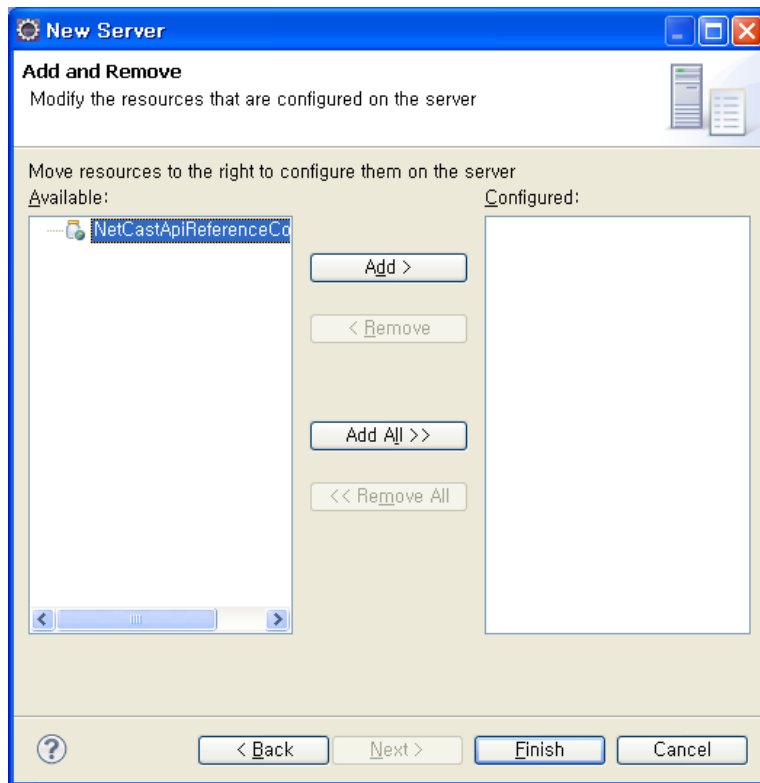 New Server
Add and Remove
Modify the resources that are configured on the server
Move resources to the right to configure them on the server
Available:
Configured:
NetCastApiReferenceCo
Add >
< Remove
Add All >>
<< Remove All
?
< Back
Next >
Finish
Cancel